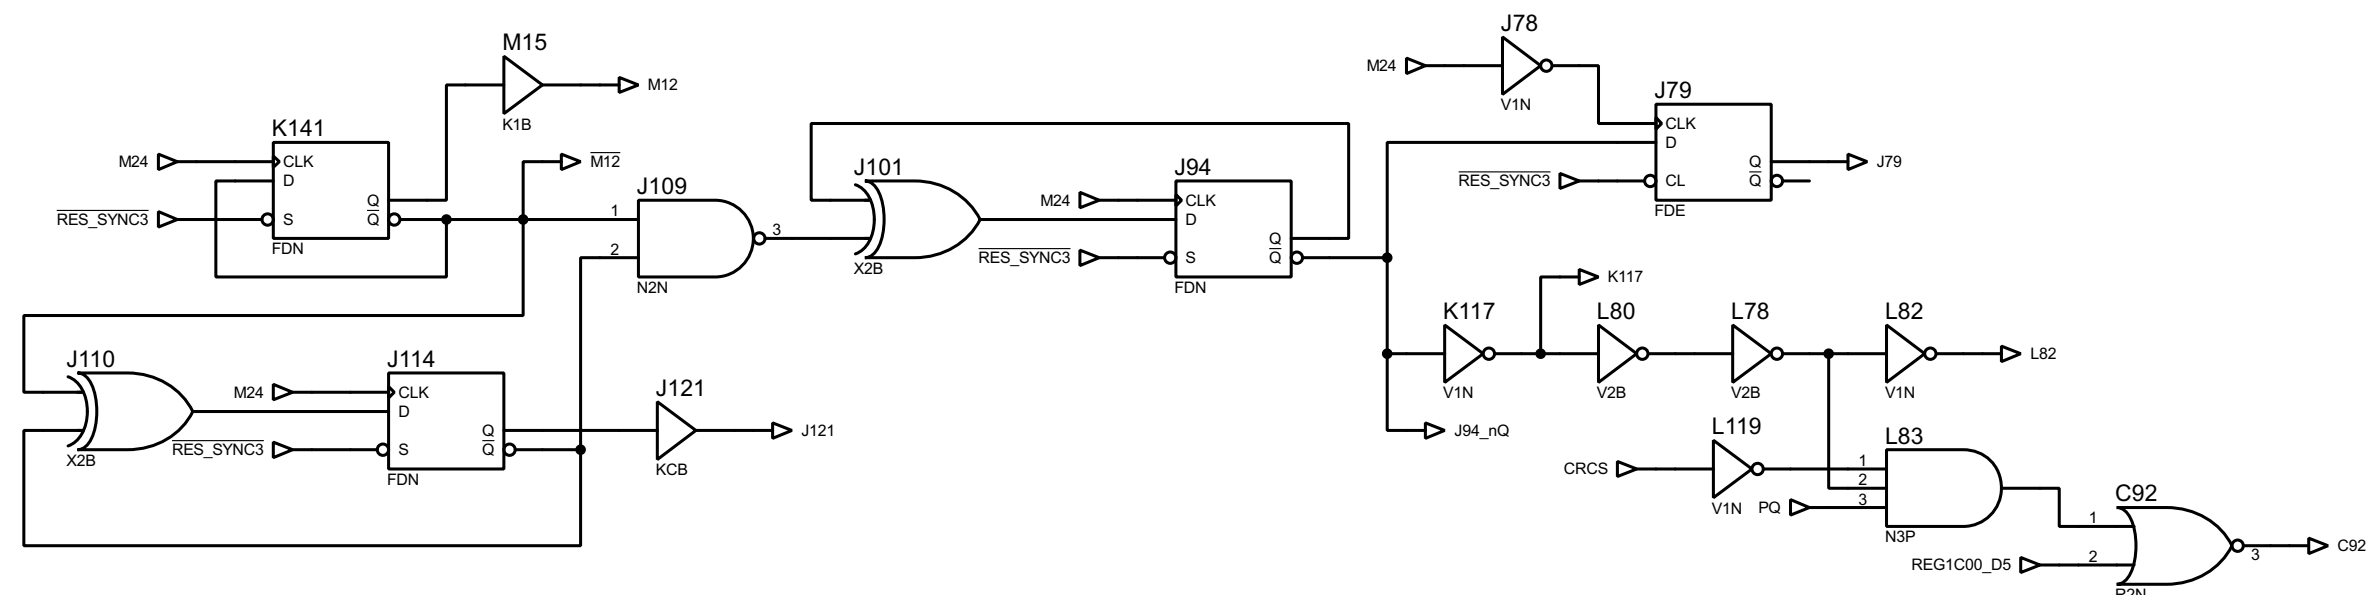 J78
M15
M24
M12
V1N
J79
K141
K1B
CLK
M24
CLK
M12
J101
J94
D
D
J109
Q
J79
Q
1
M24
CLK
RES_SYNC3
CL
Q
RES_SYNC3
S
Q
D
FDE
FDN
2
3
RES_SYNC3
S
Q
Q
X2B
N2N
FDN
K117
K117
L80
L78
L82
J110
J114
L82
M24
CLK
J121
V1N
V2B
V2B
V1N
D
Q
J121
J94_nQ
L119
L83
RES_SYNC3
S
Q
X2B
KCB
CRCS
1
FDN
2
V1N
PQ
3
C92
N3P
1
C92
3
REG1C00_D5
2